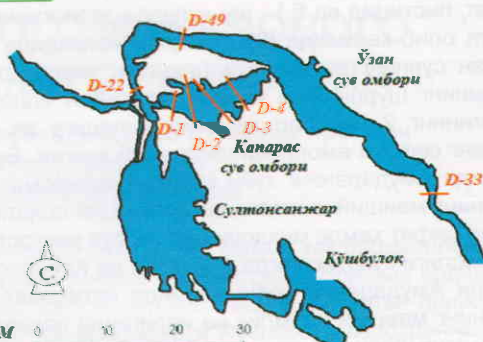 D-49
Ўзан
сув омбори
D-22
D-4
D-1
D-3
D-2
Капарас
сув омбори
D-33
Султонсанжар
Қўшбулоқ
С
М 0 10 20 30